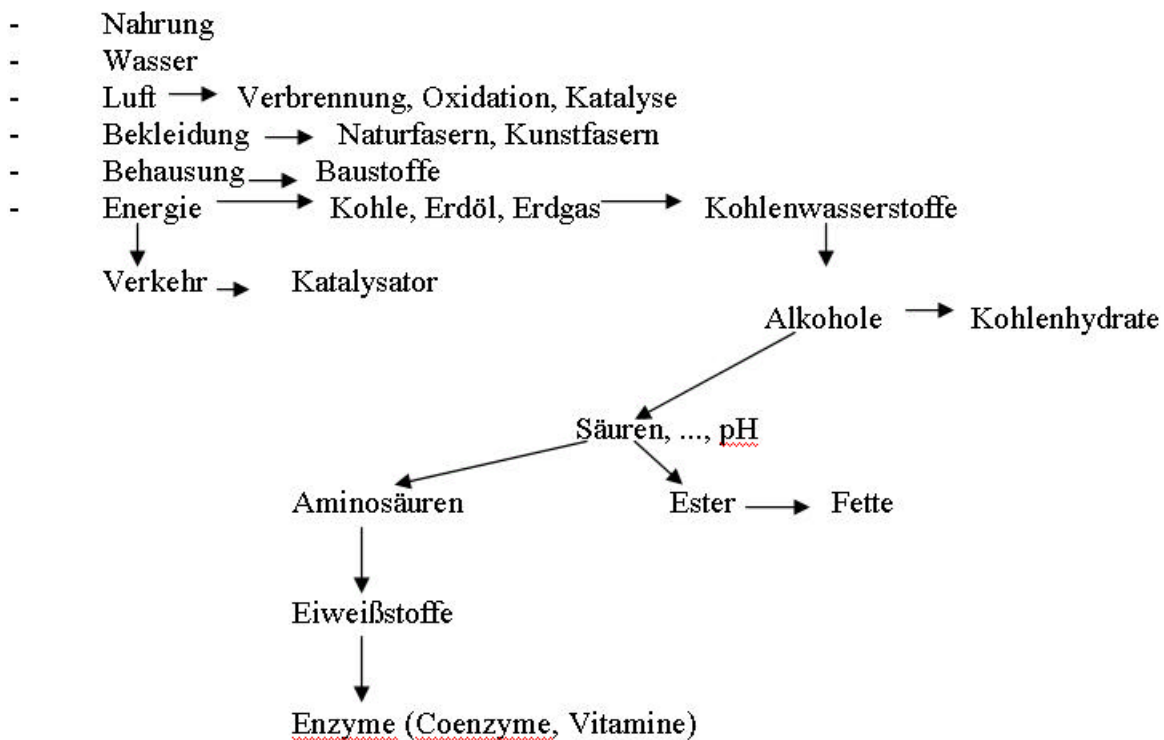 - Nahrung
- Wasser
- Luft → Verbrennung, Oxidation, Katalyse
- Bekleidung → Naturfasern, Kunstfasern
- Behausung → Baustoffe
- Energie → Kohle, Erdöl, Erdgas → Kohlenwasserstoffe
Verkehr → Katalysator
Alkohole → Kohlenhydrate
Säuren, ..., pH
Aminosäuren Ester → Fette
Eiweißstoffe
Enzyme (Coenzyme, Vitamine)